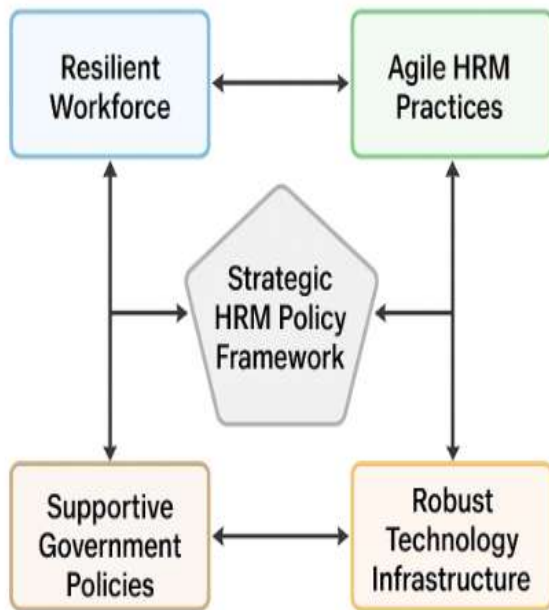 Resilient
Workforce
Agile HRM
Practices
Strategic
HRM Policy
Framework
Supportive
Government
Policies
Robust
Technology
Infrastructure